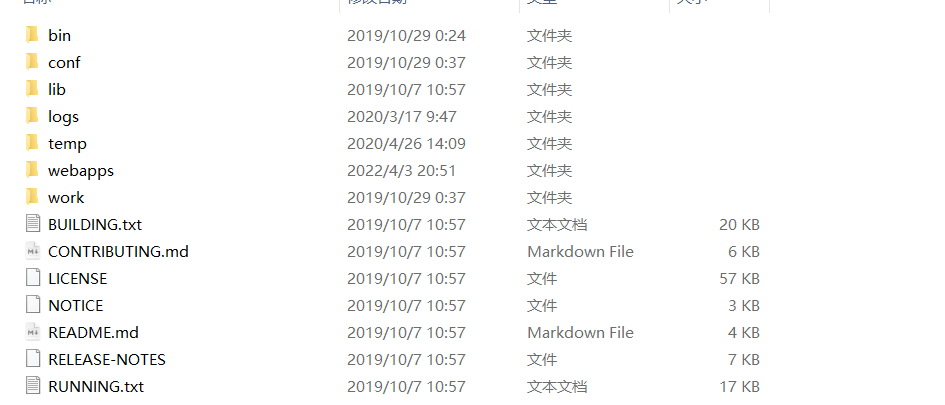 bin 2019/10/29 0:24 文件夹
conf 2019/10/29 0:37 文件夹
lib 2019/10/7 10:57 文件夹
logs 2020/3/17 9:47 文件夹
temp 2020/4/26 14:09 文件夹
webapps 2022/4/3 20:51 文件夹
work 2019/10/29 0:37 文件夹
BUILDING.txt 2019/10/7 10:57 文本文档 20 KB
CONTRIBUTING.md 2019/10/7 10:57 Markdown File 6 KB
LICENSE 2019/10/7 10:57 文件 57 KB
NOTICE 2019/10/7 10:57 文件 3 KB
README.md 2019/10/7 10:57 Markdown File 4 KB
RELEASE-NOTES 2019/10/7 10:57 文件 7 KB
RUNNING.txt 2019/10/7 10:57 文本文档 17 KB